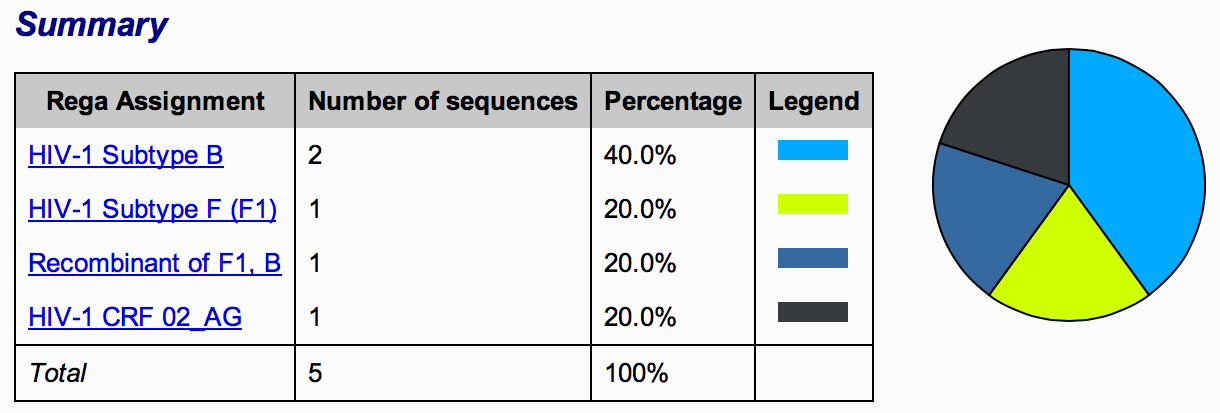 Summary
Rega Assignment Number of sequences Percentage Legend
HIV-1 Subtype B 2 40.0%
HIV-1 Subtype F (F1) 1 20.0%
Recombinant of F1, B 1 20.0%
HIV-1 CRF 02_AG 1 20.0%
Total 5 100%